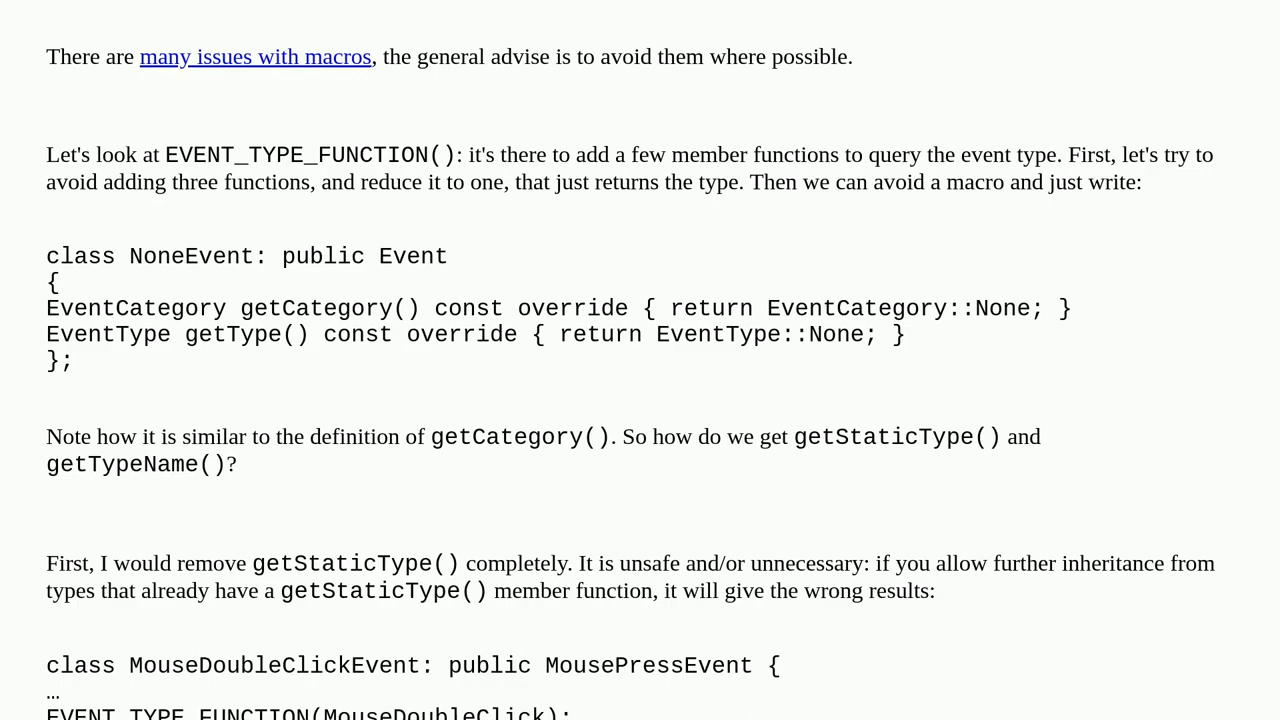 There are many issues with macros, the general advise is to avoid them where possible.
Let's look at EVENT_TYPE_FUNCTION(): it's there to add a few member functions to query the event type. First, let's try to
avoid adding three functions, and reduce it to one, that just returns the type. Then we can avoid a macro and just write:
class NoneEvent: public Event
{
EventCategory getCategory() const override { return EventCategory::None; }
EventType getType() const override { return EventType::None; }
};
Note how it is similar to the definition of getCategory(). So how do we get getStaticType() and
getTypeName()?
First, I would remove getStaticType() completely. It is unsafe and/or unnecessary: if you allow further inheritance from
types that already have a getStaticType() member function, it will give the wrong results:
class MouseDoubleClickEvent: public MousePressEvent {
…
EVENT_TYPE_FUNCTION(MouseDoubleClick);